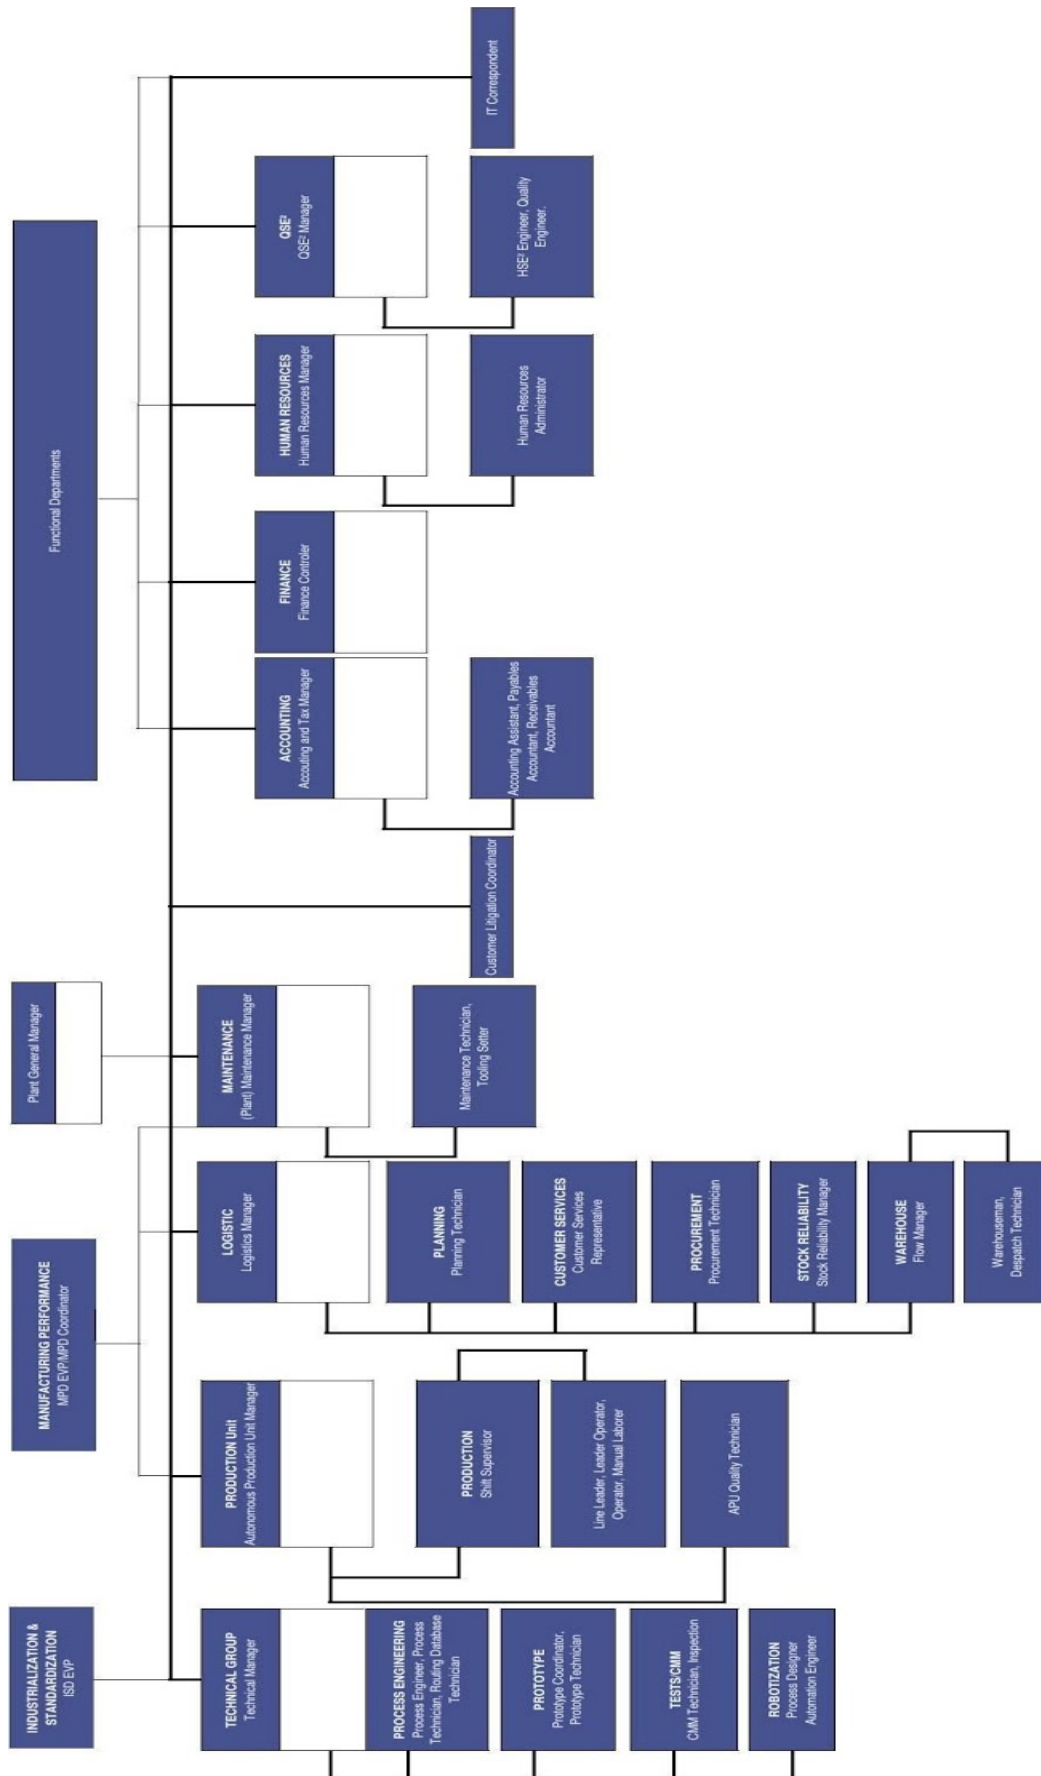 INDUSTRIALIZATION &
STANDARDIZATION
ISD EVP
MANUFACTURING PERFORMANCE
MPD EVP/MPD Coordinator
Plant General Manager
Functional Departments
TECHNICAL GROUP
Technical Manager
PROCESS ENGINEERING
Process Engineer, Process
Technician, Routing Database
Technician
PROTOTYPE
Prototype Coordinator,
Prototype Technician
TESTS/CMM
CMM Technician, Inspection
ROBOTIZATION
Process Designer
Automation Engineer
PRODUCTION Unit
Autonomous Production Unit Manager
PRODUCTION
Shift Supervisor
Line Leader, Leader Operator,
Operator, Manual Laborer
APU Quality Technician
LOGISTIC
Logistics Manager
PLANNING
Planning Technician
CUSTOMER SERVICES
Customer Services
Representative
PROCUREMENT
Procurement Technician
STOCK RELIABILITY
Stock Reliability Manager
WAREHOUSE
Flow Manager
Warehouseman,
Despatch Technician
MAINTENANCE
(Plant) Maintenance Manager
Maintenance Technician,
Tooling Setter
Customer Litigation Coordinator
ACCOUNTING
Accouting and Tax Manager
Accounting Assistant, Payables
Accountant, Receivables
Accountant
FINANCE
Finance Controler
HUMAN RESOURCES
Human Resources Manager
Human Resources
Administrator
QSE²
QSE² Manager
HSE² Engineer, Quality
Engineer.
IT Correspondent